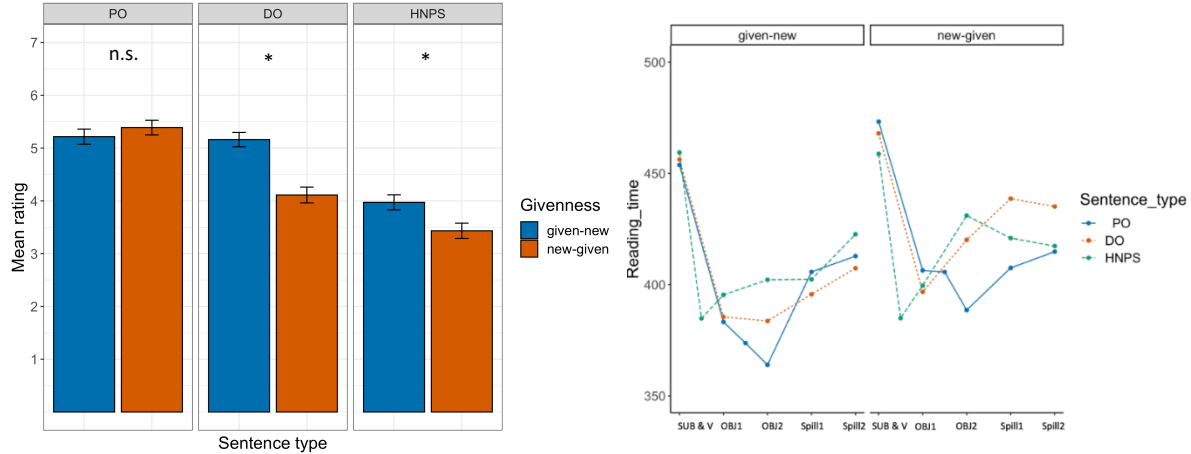 PO DO HNPS
7
6
5
4
3
2
1
n.s. * *
Mean rating
Sentence type
Givenness
given-new
new-given
given-new new-given
500
450
400
350
Reading_time
SUB & V OBJ1 OBJ2 Spill1 Spill2 SUB & V OBJ1 OBJ2 Spill1 Spill2
Sentence_type
PO
DO
HNPS